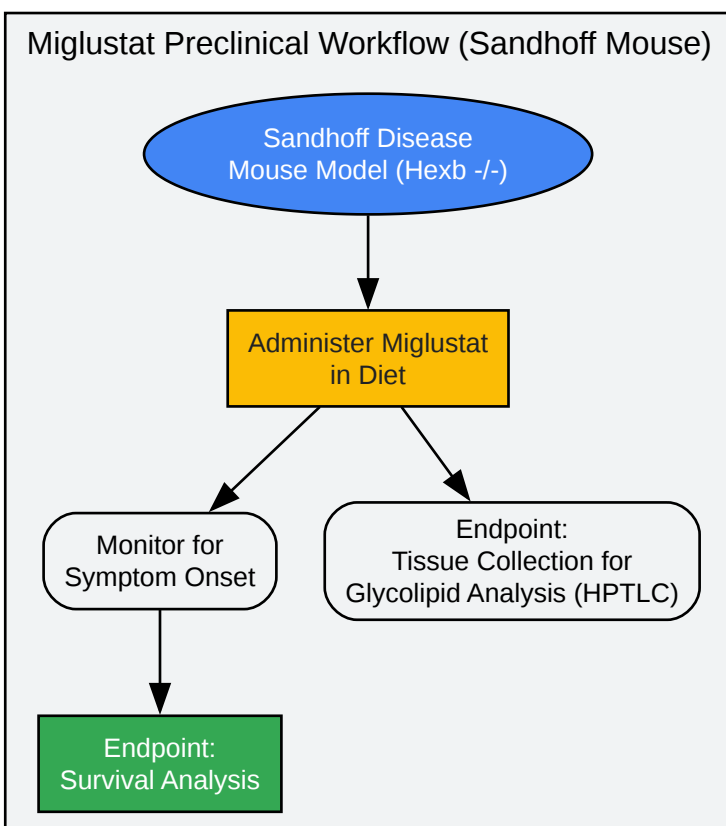 Miglustat Preclinical Workflow (Sandhoff Mouse)
Sandhoff Disease
Mouse Model (Hexb -/-)
Administer Miglustat
in Diet
Monitor for
Symptom Onset
Endpoint:
Tissue Collection for
Glycolipid Analysis (HPTLC)
Endpoint:
Survival Analysis